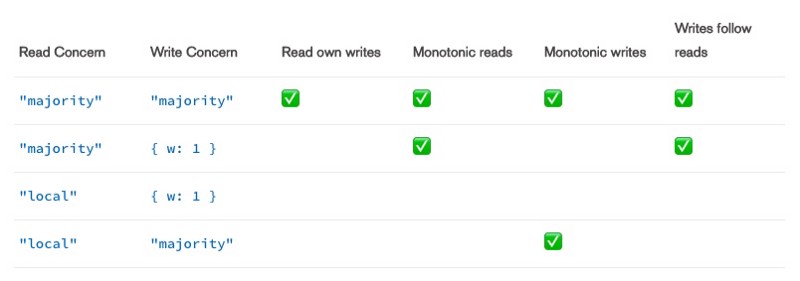 Read Concern Write Concern Read own writes Monotonic reads Monotonic writes Writes follow reads
"majority" "majority" ✅ ✅ ✅ ✅
"majority" { w: 1 } ✅ ✅
"local" { w: 1 }
"local" "majority" ✅